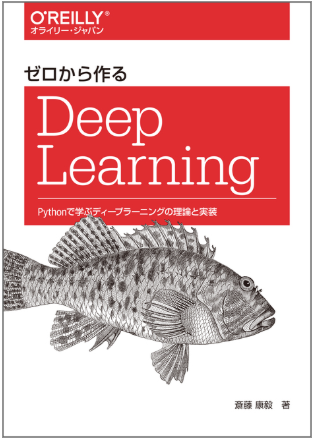 O'REILLY®
オライリー・ジャパン
ゼロから作る
Deep
Learning
Pythonで学ぶディープラーニングの理論と実装
斎藤 康毅 著